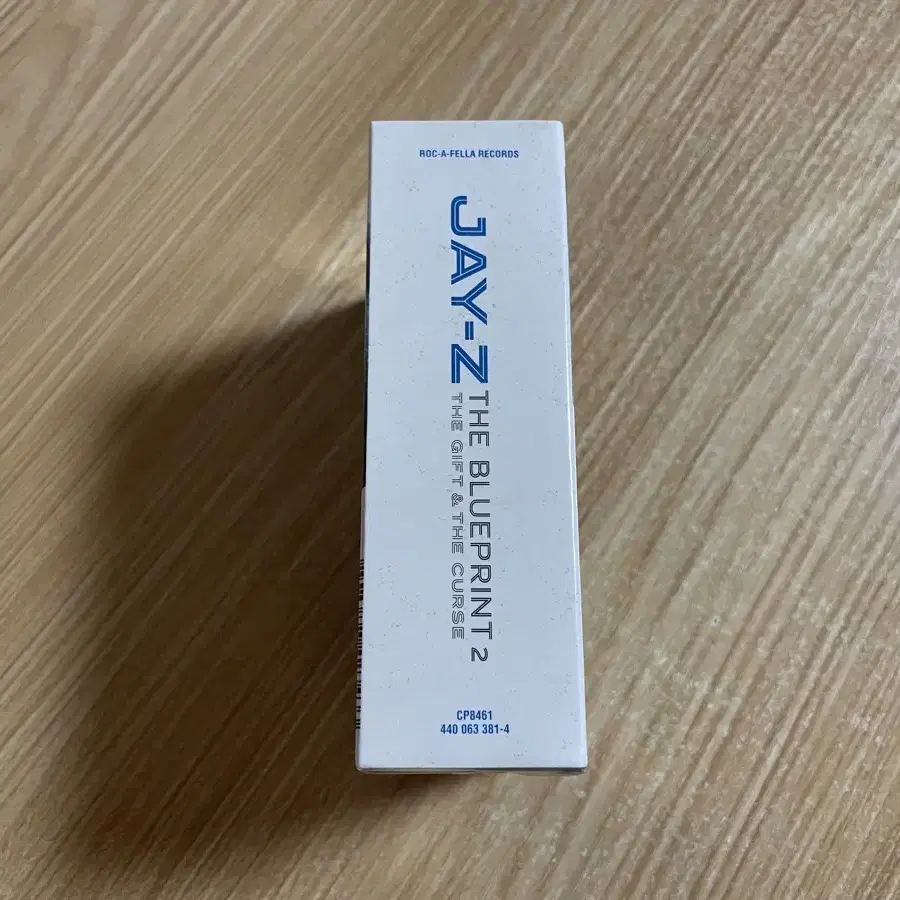 ROC-A-FELLA RECORDS
JAY-Z
THE BLUEPRINT 2
THE GIFT & THE CURSE
CP8461
440 063 381-4